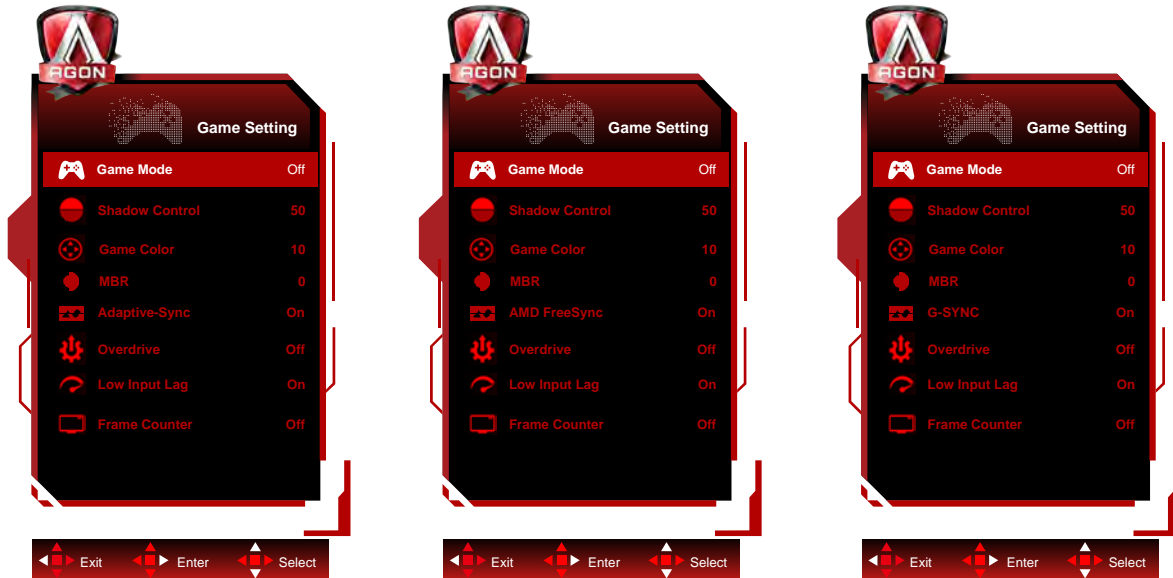 AGON
Game Setting
Game Mode Off
Shadow Control 50
Game Color 10
MBR 0
Adaptive-Sync On
Overdrive Off
Low Input Lag On
Frame Counter Off
Exit Enter Select
AGON
Game Setting
Game Mode Off
Shadow Control 50
Game Color 10
MBR 0
AMD FreeSync On
Overdrive Off
Low Input Lag On
Frame Counter Off
Exit Enter Select
AGON
Game Setting
Game Mode Off
Shadow Control 50
Game Color 10
MBR 0
G-SYNC On
Overdrive Off
Low Input Lag On
Frame Counter Off
Exit Enter Select